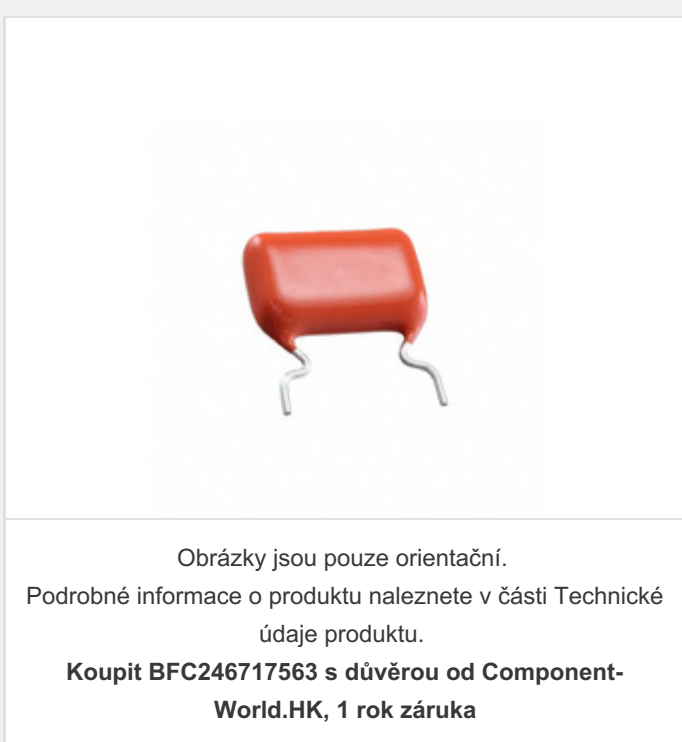 Obrázky jsou pouze orientační.
Podrobné informace o produktu naleznete v části Technické
údaje produktu.
Koupit BFC246717563 s důvěrou od Component-
World.HK, 1 rok záruka